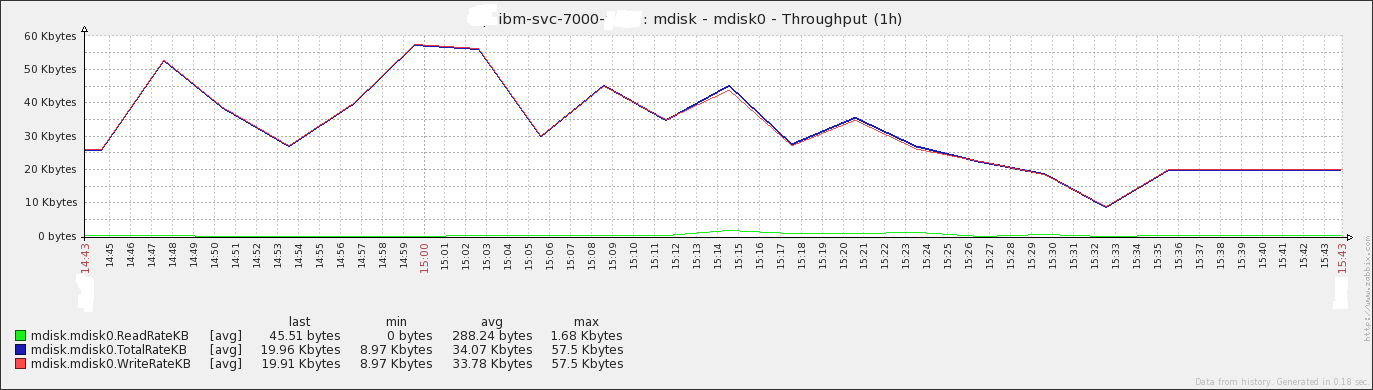 ibm-svc-7000- : mdisk - mdisk0 - Throughput (1h)
60 Kbytes
50 Kbytes
40 Kbytes
30 Kbytes
20 Kbytes
10 Kbytes
0 bytes
14:43 14:45 14:46 14:47 14:48 14:49 14:50 14:51 14:52 14:53 14:54 14:55 14:56 14:57 14:58 14:59 15:00 15:01 15:02 15:03 15:04 15:05 15:06 15:07 15:08 15:09 15:10 15:11 15:12 15:13 15:14 15:15 15:16 15:17 15:18 15:20 15:21 15:22 15:23 15:24 15:25 15:26 15:27 15:28 15:29 15:30 15:31 15:32 15:33 15:34 15:35 15:36 15:37 15:38 15:39 15:40 15:41 15:42 15:43 15:43
last min avg max
mdisk.mdisk0.ReadRateKB [avg] 45.51 bytes 0 bytes 288.24 bytes 1.68 Kbytes
mdisk.mdisk0.TotalRateKB [avg] 19.96 Kbytes 8.97 Kbytes 34.07 Kbytes 57.5 Kbytes
mdisk.mdisk0.WriteRateKB [avg] 19.91 Kbytes 8.97 Kbytes 33.78 Kbytes 57.5 Kbytes
http://www.zabbix.com
Data from history. Generated in 0.18 sec.